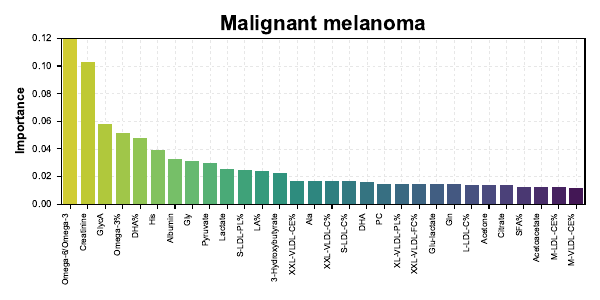 Malignant melanoma
Importance
0.12
0.10
0.08
0.06
0.04
0.02
0.00
Omega-6\Omega-3
Creatinine
GlycA
Omega-3%
DHA%
His
Albumin
Gly
Pyruvate
Lactate
S-LDL-PL%
LA%
3-Hydroxybutyrate
XXL-VLDL-CE%
Ala
XXL-VLDL-C%
S-LDL-C%
DHA
PC
XL-VLDL-PL%
XXL-VLDL-FC%
Glu-lactate
Gln
L-LDL-C%
Acetone
Citrate
SFA%
Acetoacetate
M-LDL-CE%
M-VLDL-CE%